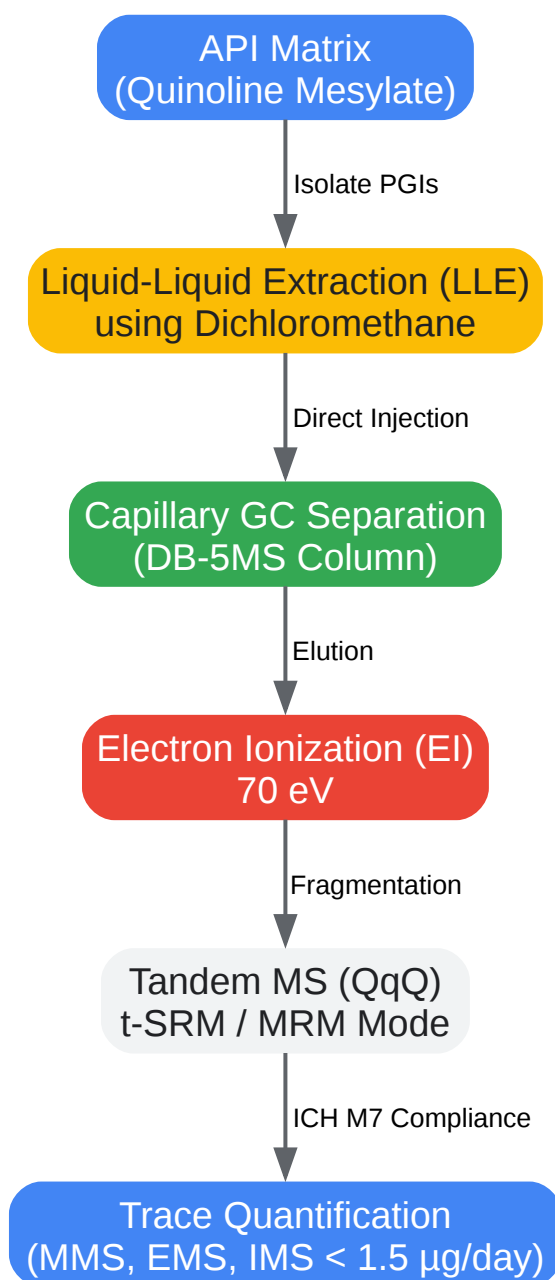 API Matrix
(Quinoline Mesylate)
Isolate PGIs
Liquid-Liquid Extraction (LLE)
using Dichloromethane
Direct Injection
Capillary GC Separation
(DB-5MS Column)
Elution
Electron Ionization (EI)
70 eV
Fragmentation
Tandem MS (QqQ)
t-SRM / MRM Mode
ICH M7 Compliance
Trace Quantification
(MMS, EMS, IMS < 1.5 µg/day)